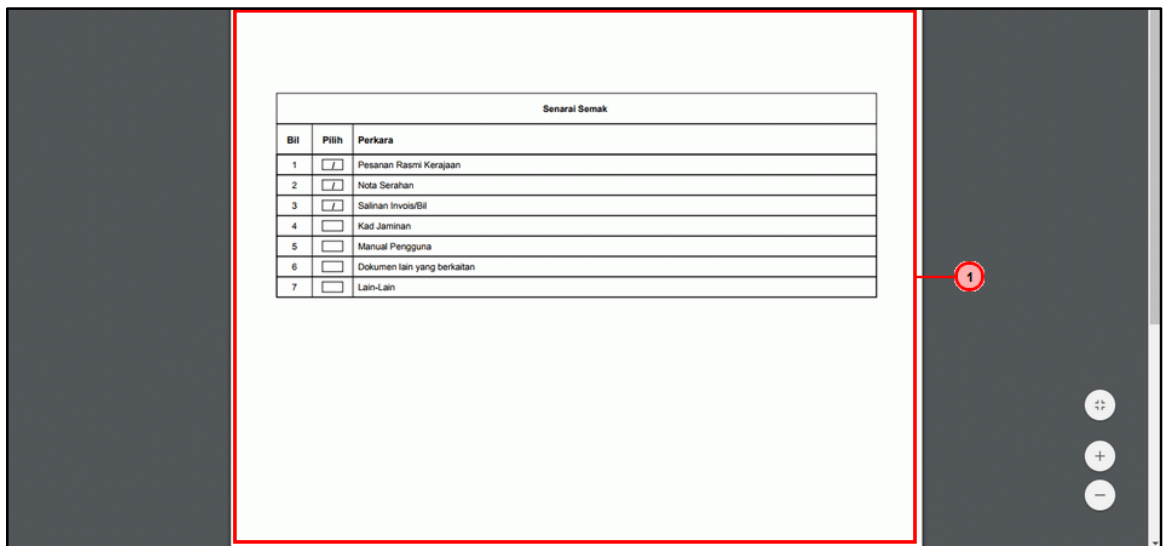 Senarai Semak
Bil Pilih Perkara
1 / Pesanan Rasmi Kerajaan
2 / Nota Serahan
3 / Salinan Invois/Bil
4 Kad Jaminan
5 Manual Pengguna
6 Dokumen lain yang berkaitan
7 Lain-Lain
1